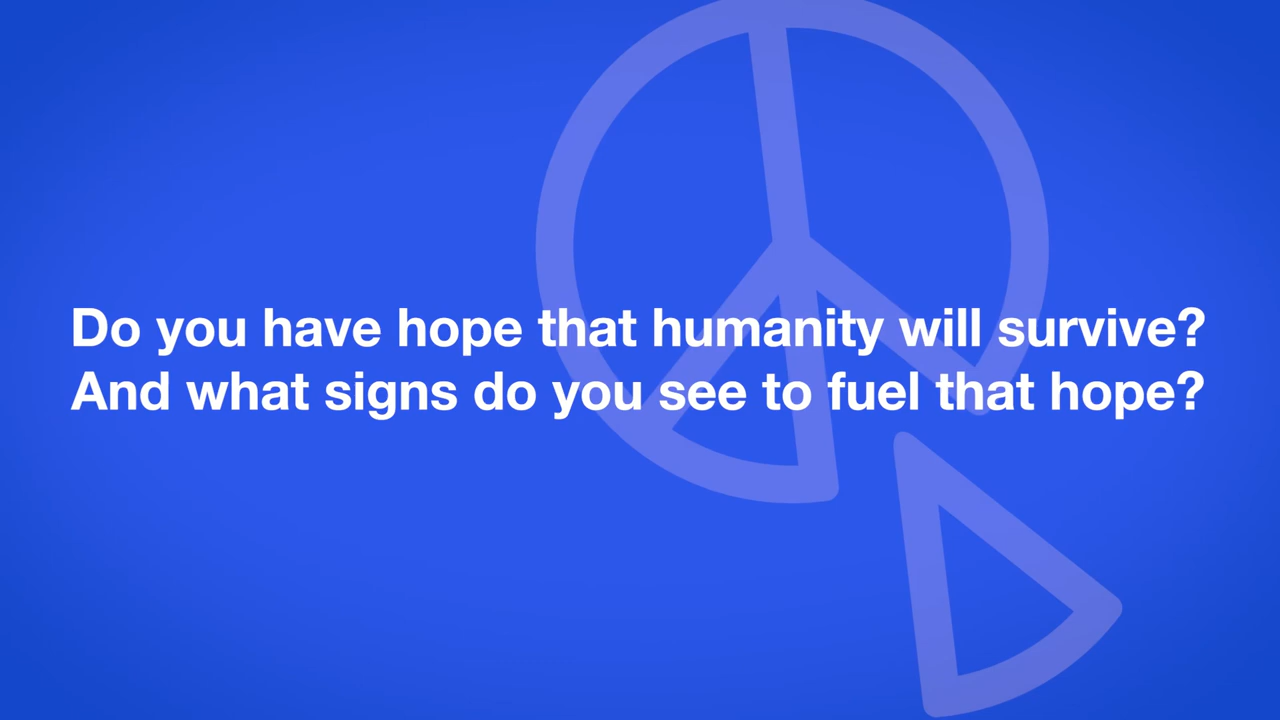 Do you have hope that humanity will survive?
And what signs do you see to fuel that hope?